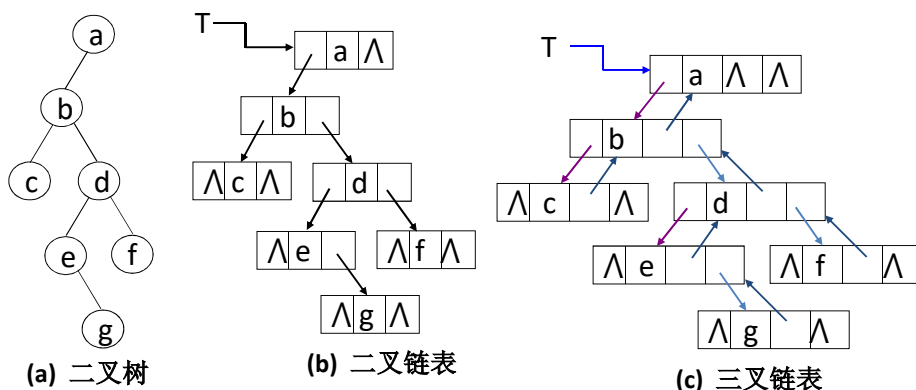 a
b
c
d
e
f
g
(a) 二叉树
T
a Λ
b
Λ c Λ
d
Λ e
Λ f Λ
Λ g Λ
(b) 二叉链表
T
a Λ Λ
b
Λ c Λ
d
Λ e
Λ f Λ
Λ g Λ
(c) 三叉链表